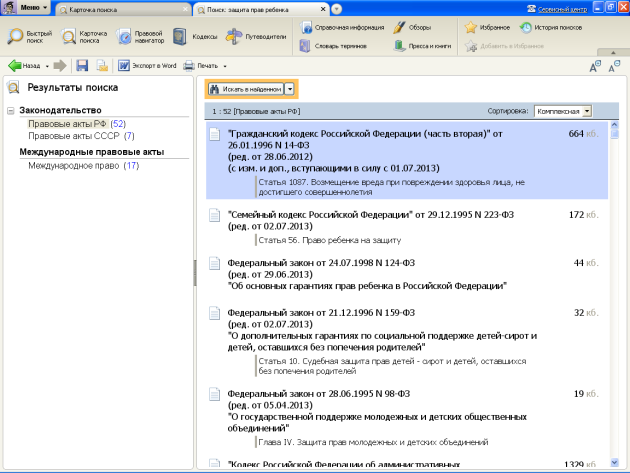 Меню
Карточка поиска
Поиск: защита прав ребенка
Сервисный центр
Быстрый поиск
Карточка поиска
Правовой навигатор
Кодексы
Путеводители
Справочная информация
Словарь терминов
Обзоры
Пресса и книги
Избранное
Добавить в Избранное
История поисков
Назад
Экспорт в Word
Печать
Результаты поиска
Законодательство
Правовые акты РФ (52)
Правовые акты СССР (7)
Международные правовые акты
Международное право (17)
Искать в найденном
1 : 52 [Правовые акты РФ]
Сортировка: Комплексная
"Гражданский кодекс Российской Федерации (часть вторая)" от 664 кб.
26.01.1996 N 14-ФЗ
(ред. от 28.06.2012)
(с изм. и доп., вступающими в силу с 01.07.2013)
Статья 1087. Возмещение вреда при повреждении здоровья лица, не
достигшего совершеннолетия
"Семейный кодекс Российской Федерации" от 29.12.1995 N 223-ФЗ 172 кб.
(ред. от 02.07.2013)
Статья 56. Право ребенка на защиту
Федеральный закон от 24.07.1998 N 124-ФЗ 44 кб.
(ред. от 29.06.2013)
"Об основных гарантиях прав ребенка в Российской Федерации"
Федеральный закон от 21.12.1996 N 159-ФЗ 32 кб.
(ред. от 02.07.2013)
"О дополнительных гарантиях по социальной поддержке детей-сирот и
детей, оставшихся без попечения родителей"
Статья 10. Судебная защита прав детей - сирот и детей, оставшихся
без попечения родителей
Федеральный закон от 28.06.1995 N 98-ФЗ 19 кб.
(ред. от 05.04.2013)
"О государственной поддержке молодежных и детских общественных
объединений"
Глава IV. Защита прав молодежных и детских объединений
"Кодекс Российской Федерации об административных 1329 кб.